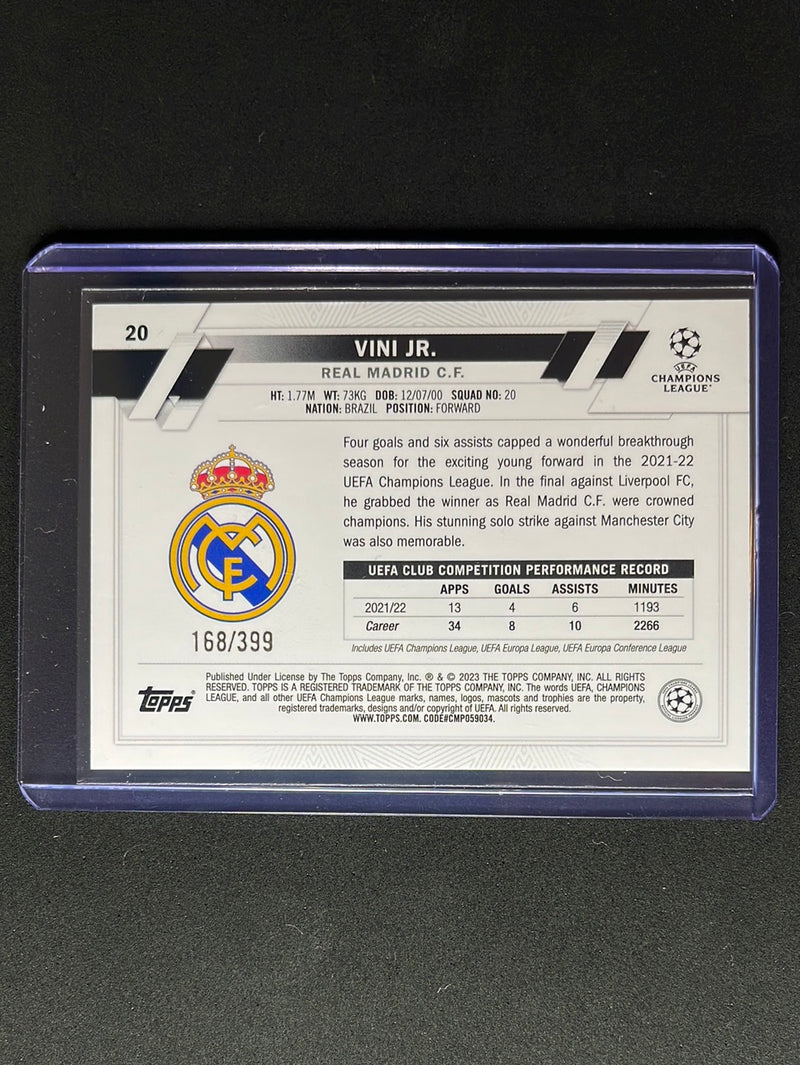 20
VINI JR.
REAL MADRID C.F.
HT: 1.77M WT: 73KG DOB: 12/07/00 SQUAD NO: 20
NATION: BRAZIL POSITION: FORWARD
UEFA
CHAMPIONS
LEAGUE
Four goals and six assists capped a wonderful breakthrough
season for the exciting young forward in the 2021-22
UEFA Champions League. In the final against Liverpool FC,
he grabbed the winner as Real Madrid C.F. were crowned
champions. His stunning solo strike against Manchester City
was also memorable.
UEFA CLUB COMPETITION PERFORMANCE RECORD
APPS GOALS ASSISTS MINUTES
2021/22 13 4 6 1193
Career 34 8 10 2266
Includes UEFA Champions League, UEFA Europa League, UEFA Europa Conference League
168/399
Topps®
Published Under License by The Topps Company, Inc. ® & © 2023 THE TOPPS COMPANY, INC. ALL RIGHTS
RESERVED. TOPPS IS A REGISTERED TRADEMARK OF THE TOPPS COMPANY, INC. The words UEFA, CHAMPIONS
LEAGUE, and all other UEFA Champions League marks, names, logos, mascots and trophies are the property,
registered trademarks, designs and/or copyright of UEFA. All rights reserved.
WWW.TOPPS.COM. CODE#CMP059034.